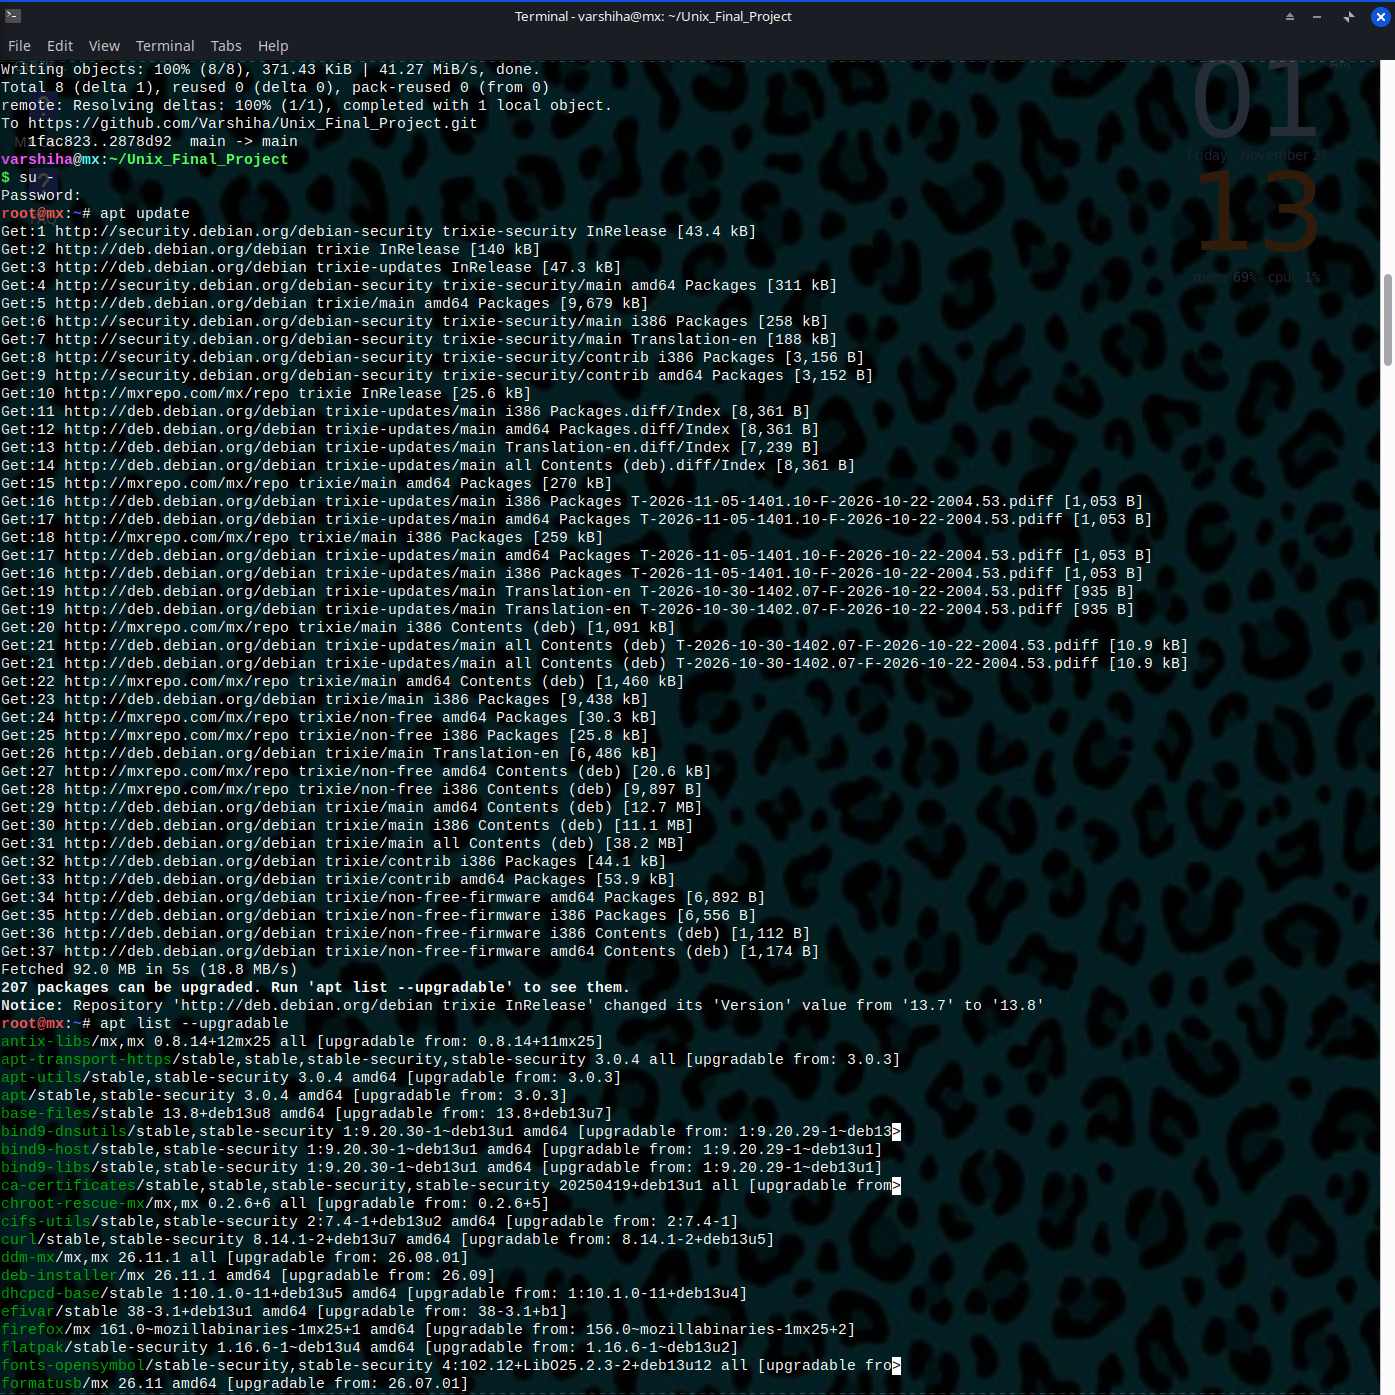 Terminal - varshiha@mx: ~/Unix_Final_Project
File Edit View Terminal Tabs Help
Writing objects: 100% (8/8), 371.43 KiB | 41.27 MiB/s, done.
Total 8 (delta 1), reused 0 (delta 0), pack-reused 0 (from 0)
remote: Resolving deltas: 100% (1/1), completed with 1 local object.
To https://github.com/Varshiha/Unix_Final_Project.git
1fac823..2878d92  main -> main
varshiha@mx:~/Unix_Final_Project
$ su -
Password:
root@mx:~# apt update
Get:1 http://security.debian.org/debian-security trixie-security InRelease [43.4 kB]
Get:2 http://deb.debian.org/debian trixie InRelease [140 kB]
Get:3 http://deb.debian.org/debian trixie-updates InRelease [47.3 kB]
Get:4 http://security.debian.org/debian-security trixie-security/main amd64 Packages [311 kB]
Get:5 http://deb.debian.org/debian trixie/main amd64 Packages [9,679 kB]
Get:6 http://security.debian.org/debian-security trixie-security/main i386 Packages [258 kB]
Get:7 http://security.debian.org/debian-security trixie-security/main Translation-en [188 kB]
Get:8 http://security.debian.org/debian-security trixie-security/contrib i386 Packages [3,156 B]
Get:9 http://security.debian.org/debian-security trixie-security/contrib amd64 Packages [3,152 B]
Get:10 http://mxrepo.com/mx/repo trixie InRelease [25.6 kB]
Get:11 http://deb.debian.org/debian trixie-updates/main i386 Packages.diff/Index [8,361 B]
Get:12 http://deb.debian.org/debian trixie-updates/main amd64 Packages.diff/Index [8,361 B]
Get:13 http://deb.debian.org/debian trixie-updates/main Translation-en.diff/Index [7,239 B]
Get:14 http://deb.debian.org/debian trixie-updates/main all Contents (deb).diff/Index [8,361 B]
Get:15 http://mxrepo.com/mx/repo trixie/main amd64 Packages [270 kB]
Get:16 http://deb.debian.org/debian trixie-updates/main i386 Packages T-2026-11-05-1401.10-F-2026-10-22-2004.53.pdiff [1,053 B]
Get:17 http://deb.debian.org/debian trixie-updates/main amd64 Packages T-2026-11-05-1401.10-F-2026-10-22-2004.53.pdiff [1,053 B]
Get:18 http://mxrepo.com/mx/repo trixie/main i386 Packages [259 kB]
Get:17 http://deb.debian.org/debian trixie-updates/main amd64 Packages T-2026-11-05-1401.10-F-2026-10-22-2004.53.pdiff [1,053 B]
Get:16 http://deb.debian.org/debian trixie-updates/main i386 Packages T-2026-11-05-1401.10-F-2026-10-22-2004.53.pdiff [1,053 B]
Get:19 http://deb.debian.org/debian trixie-updates/main Translation-en T-2026-10-30-1402.07-F-2026-10-22-2004.53.pdiff [935 B]
Get:19 http://deb.debian.org/debian trixie-updates/main Translation-en T-2026-10-30-1402.07-F-2026-10-22-2004.53.pdiff [935 B]
Get:20 http://mxrepo.com/mx/repo trixie/main i386 Contents (deb) [1,091 kB]
Get:21 http://deb.debian.org/debian trixie-updates/main all Contents (deb) T-2026-10-30-1402.07-F-2026-10-22-2004.53.pdiff [10.9 kB]
Get:21 http://deb.debian.org/debian trixie-updates/main all Contents (deb) T-2026-10-30-1402.07-F-2026-10-22-2004.53.pdiff [10.9 kB]
Get:22 http://mxrepo.com/mx/repo trixie/main amd64 Contents (deb) [1,460 kB]
Get:23 http://deb.debian.org/debian trixie/main i386 Packages [9,438 kB]
Get:24 http://mxrepo.com/mx/repo trixie/non-free amd64 Packages [30.3 kB]
Get:25 http://mxrepo.com/mx/repo trixie/non-free i386 Packages [25.8 kB]
Get:26 http://deb.debian.org/debian trixie/main Translation-en [6,486 kB]
Get:27 http://mxrepo.com/mx/repo trixie/non-free amd64 Contents (deb) [20.6 kB]
Get:28 http://mxrepo.com/mx/repo trixie/non-free i386 Contents (deb) [9,897 B]
Get:29 http://deb.debian.org/debian trixie/main amd64 Contents (deb) [12.7 MB]
Get:30 http://deb.debian.org/debian trixie/main i386 Contents (deb) [11.1 MB]
Get:31 http://deb.debian.org/debian trixie/main all Contents (deb) [38.2 MB]
Get:32 http://deb.debian.org/debian trixie/contrib i386 Packages [44.1 kB]
Get:33 http://deb.debian.org/debian trixie/contrib amd64 Packages [53.9 kB]
Get:34 http://deb.debian.org/debian trixie/non-free-firmware amd64 Packages [6,892 B]
Get:35 http://deb.debian.org/debian trixie/non-free-firmware i386 Packages [6,556 B]
Get:36 http://deb.debian.org/debian trixie/non-free-firmware i386 Contents (deb) [1,112 B]
Get:37 http://deb.debian.org/debian trixie/non-free-firmware amd64 Contents (deb) [1,174 B]
Fetched 92.0 MB in 5s (18.8 MB/s)
207 packages can be upgraded. Run 'apt list --upgradable' to see them.
Notice: Repository 'http://deb.debian.org/debian trixie InRelease' changed its 'Version' value from '13.7' to '13.8'
root@mx:~# apt list --upgradable
antix-libs/mx,mx 0.8.14+12mx25 all [upgradable from: 0.8.14+11mx25]
apt-transport-https/stable,stable,stable-security,stable-security 3.0.4 all [upgradable from: 3.0.3]
apt-utils/stable,stable-security 3.0.4 amd64 [upgradable from: 3.0.3]
apt/stable,stable-security 3.0.4 amd64 [upgradable from: 3.0.3]
base-files/stable 13.8+deb13u8 amd64 [upgradable from: 13.8+deb13u7]
bind9-dnsutils/stable,stable-security 1:9.20.30-1~deb13u1 amd64 [upgradable from: 1:9.20.29-1~deb13>
bind9-host/stable,stable-security 1:9.20.30-1~deb13u1 amd64 [upgradable from: 1:9.20.29-1~deb13u1]
bind9-libs/stable,stable-security 1:9.20.30-1~deb13u1 amd64 [upgradable from: 1:9.20.29-1~deb13u1]
ca-certificates/stable,stable,stable-security,stable-security 20250419+deb13u1 all [upgradable from>
chroot-rescue-mx/mx,mx 0.2.6+6 all [upgradable from: 0.2.6+5]
cifs-utils/stable,stable-security 2:7.4-1+deb13u2 amd64 [upgradable from: 2:7.4-1]
curl/stable,stable-security 8.14.1-2+deb13u7 amd64 [upgradable from: 8.14.1-2+deb13u5]
ddm-mx/mx,mx 26.11.1 all [upgradable from: 26.08.01]
deb-installer/mx 26.11.1 amd64 [upgradable from: 26.09]
dhcpcd-base/stable 1:10.1.0-11+deb13u5 amd64 [upgradable from: 1:10.1.0-11+deb13u4]
efivar/stable 38-3.1+deb13u1 amd64 [upgradable from: 38-3.1+b1]
firefox/mx 161.0~mozillabinaries-1mx25+1 amd64 [upgradable from: 156.0~mozillabinaries-1mx25+2]
flatpak/stable-security 1.16.6-1~deb13u4 amd64 [upgradable from: 1.16.6-1~deb13u2]
fonts-opensymbol/stable-security,stable-security 4:102.12+LibO25.2.3-2+deb13u12 all [upgradable fro>
formatusb/mx 26.11 amd64 [upgradable from: 26.07.01]
01
AM
Friday November 27
13
mem 69% cpu 1%